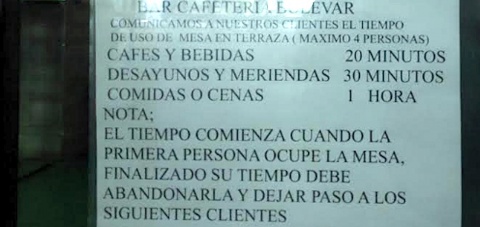 BAR CAFETERIA BULEVAR
COMUNICAMOS A NUESTROS CLIENTES EL TIEMPO
DE USO DE MESA EN TERRAZA ( MAXIMO 4 PERSONAS)
CAFES Y BEBIDAS 20 MINUTOS
DESAYUNOS Y MERIENDAS 30 MINUTOS
COMIDAS O CENAS 1 HORA
NOTA;
EL TIEMPO COMIENZA CUANDO LA
PRIMERA PERSONA OCUPE LA MESA,
FINALIZADO SU TIEMPO DEBE
ABANDONARLA Y DEJAR PASO A LOS
SIGUIENTES CLIENTES